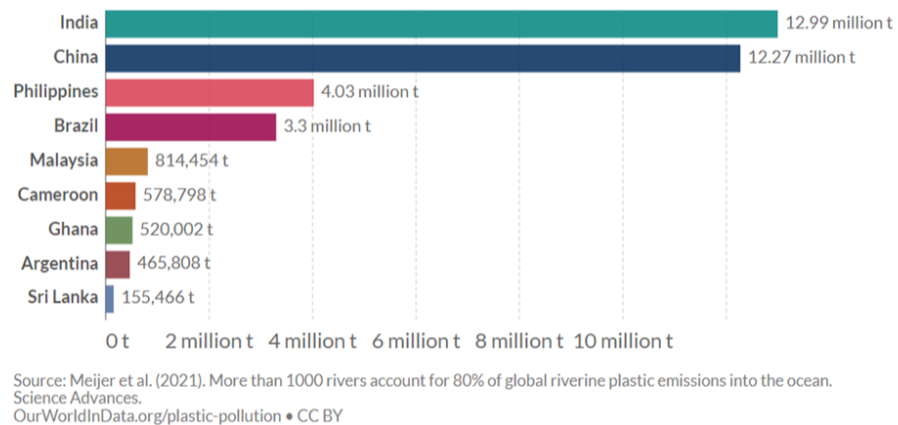 India 12.99 million t
China 12.27 million t
Philippines 4.03 million t
Brazil 3.3 million t
Malaysia 814,454 t
Cameroon 578,798 t
Ghana 520,002 t
Argentina 465,808 t
Sri Lanka 155,466 t
0 t 2 million t 4 million t 6 million t 8 million t 10 million t
Source: Meijer et al. (2021). More than 1000 rivers account for 80% of global riverine plastic emissions into the ocean.
Science Advances.
OurWorldInData.org/plastic-pollution • CC BY